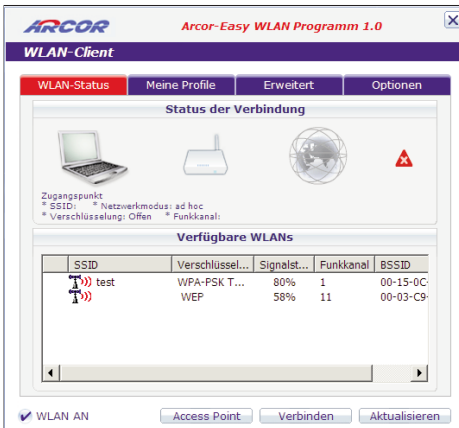 ARCOR Arcor-Easy WLAN Programm 1.0
WLAN-Client
WLAN-Status Meine Profile Erweitert Optionen
Status der Verbindung
Zugangspunkt
* SSID: * Netzwerkmodus: ad hoc
* Verschlüsselung: Offen * Funkkanal:
Verfügbare WLANs
SSID Verschlüssel... Signalst... Funkkanal BSSID
test WPA-PSK T... 80% 1 00-15-0C-
WEP 58% 11 00-03-C9-
WLAN AN Access Point Verbinden Aktualisieren